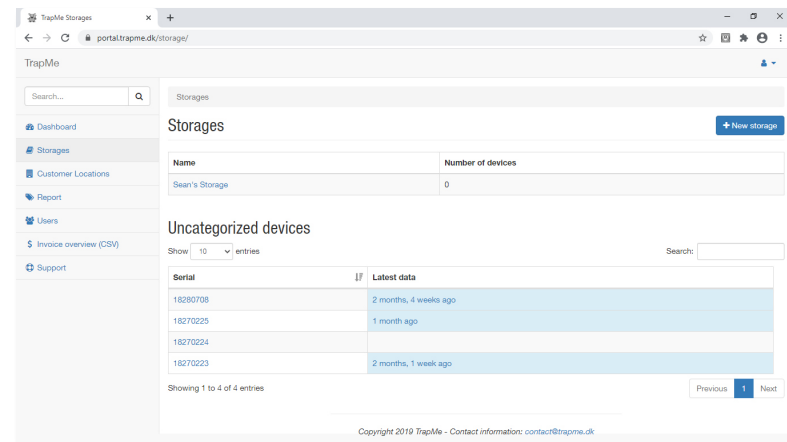 TrapMe Storages
portal.trapme.dk/storage/
TrapMe
Search...
Dashboard
Storages
Customer Locations
Report
Users
$ Invoice overview (CSV)
Support
Storages
Storages
+ New storage
Name Number of devices
Sean's Storage 0
Uncategorized devices
Show 10 entries Search:
Serial Latest data
18280708 2 months, 4 weeks ago
18270225 1 month ago
18270224
18270223 2 months, 1 week ago
Showing 1 to 4 of 4 entries Previous 1 Next
Copyright 2019 TrapMe - Contact information: contact@trapme.dk